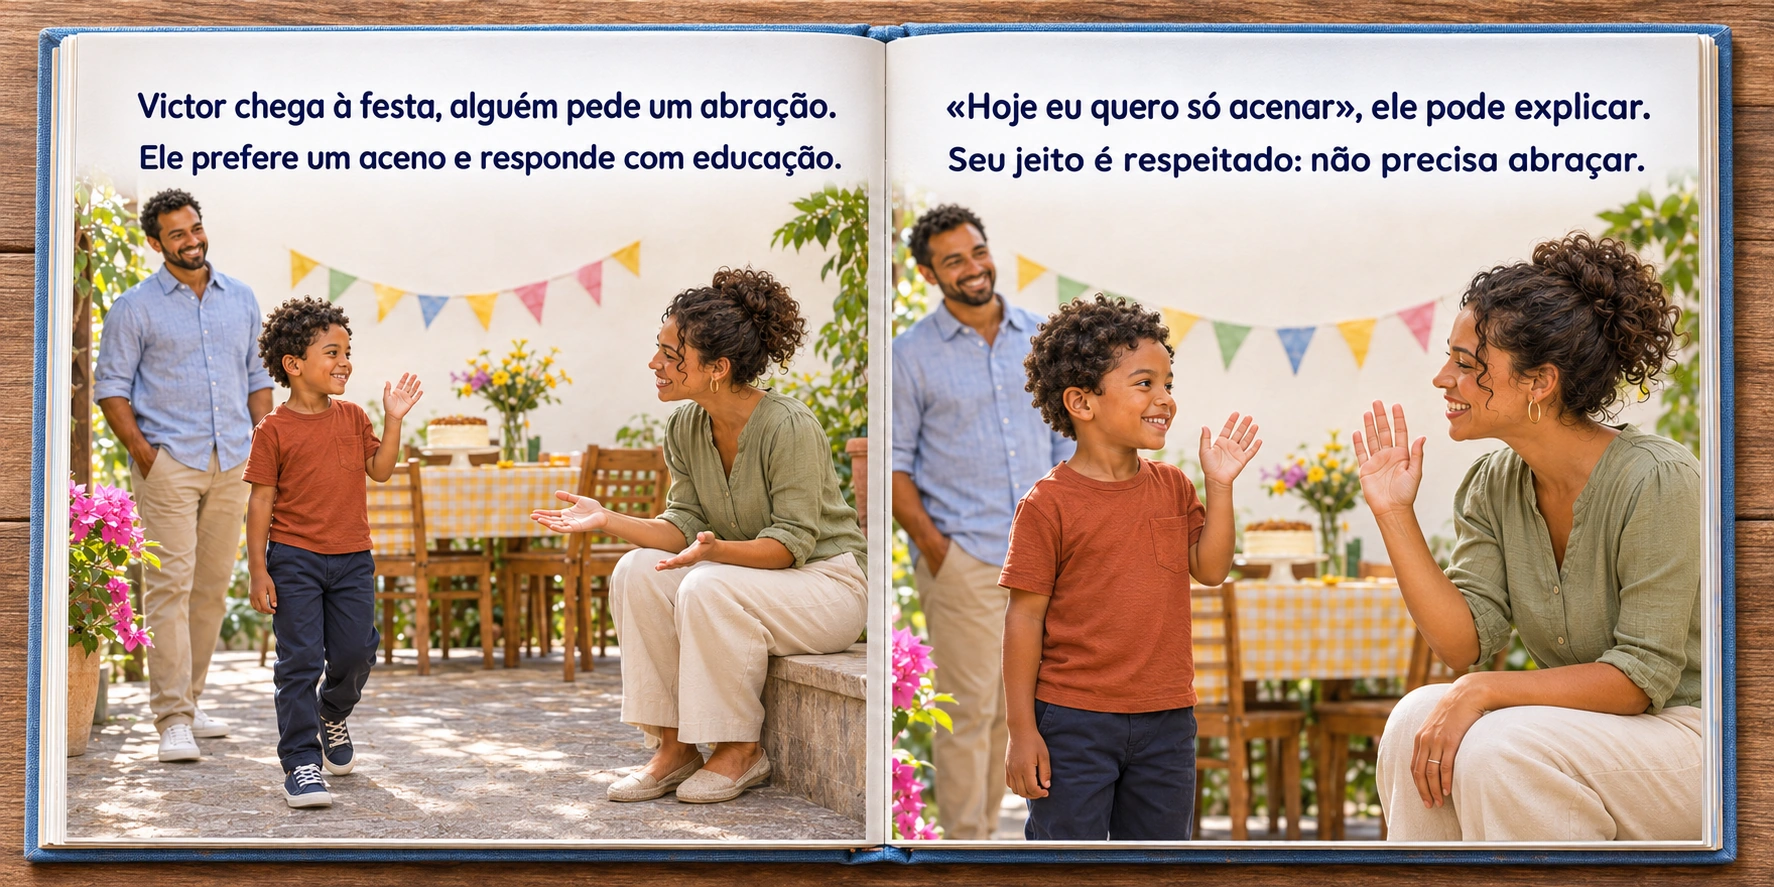 Victor chega à festa, alguém pede um abração.
Ele prefere um aceno e responde com educação.
«Hoje eu quero só acenar», ele pode explicar.
Seu jeito é respeitado: não precisa abraçar.